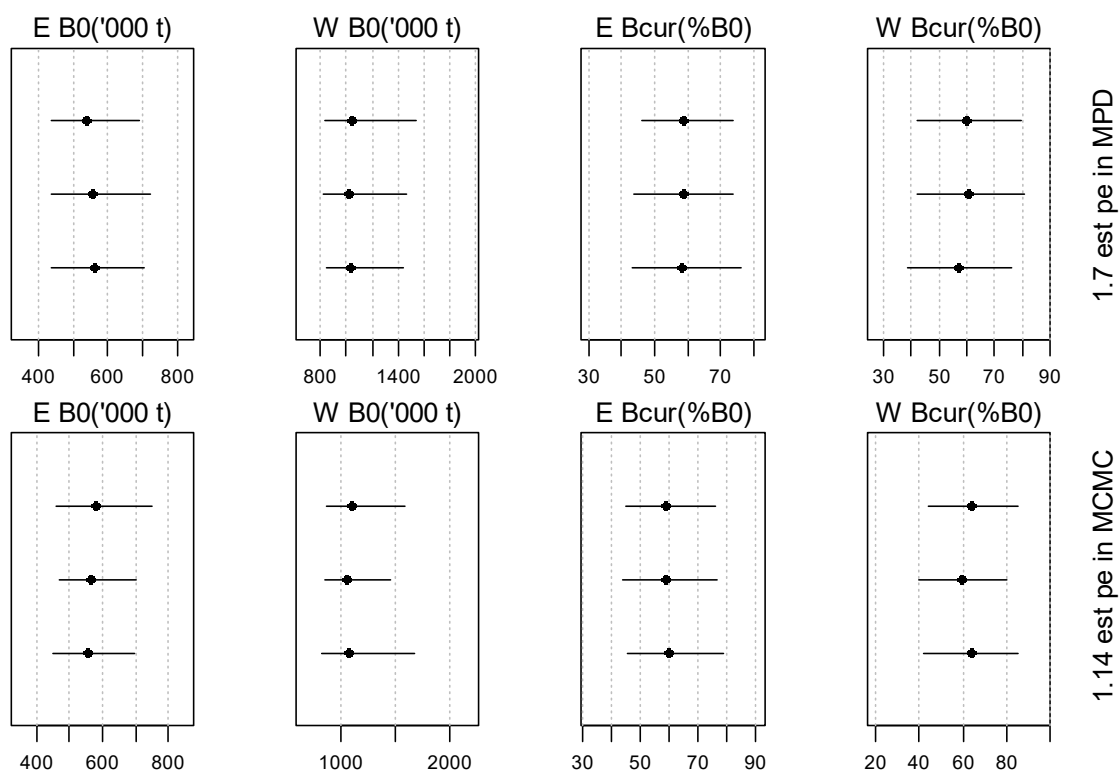 E B0('000 t)
W B0('000 t)
E Bcur(%B0)
W Bcur(%B0)
400 600 800
800 1400 2000
30 50 70
30 50 70 90
1.7 est pe in MPD
E B0('000 t)
W B0('000 t)
E Bcur(%B0)
W Bcur(%B0)
400 600 800
1000 2000
30 50 70 90
20 40 60 80
1.14 est pe in MCMC